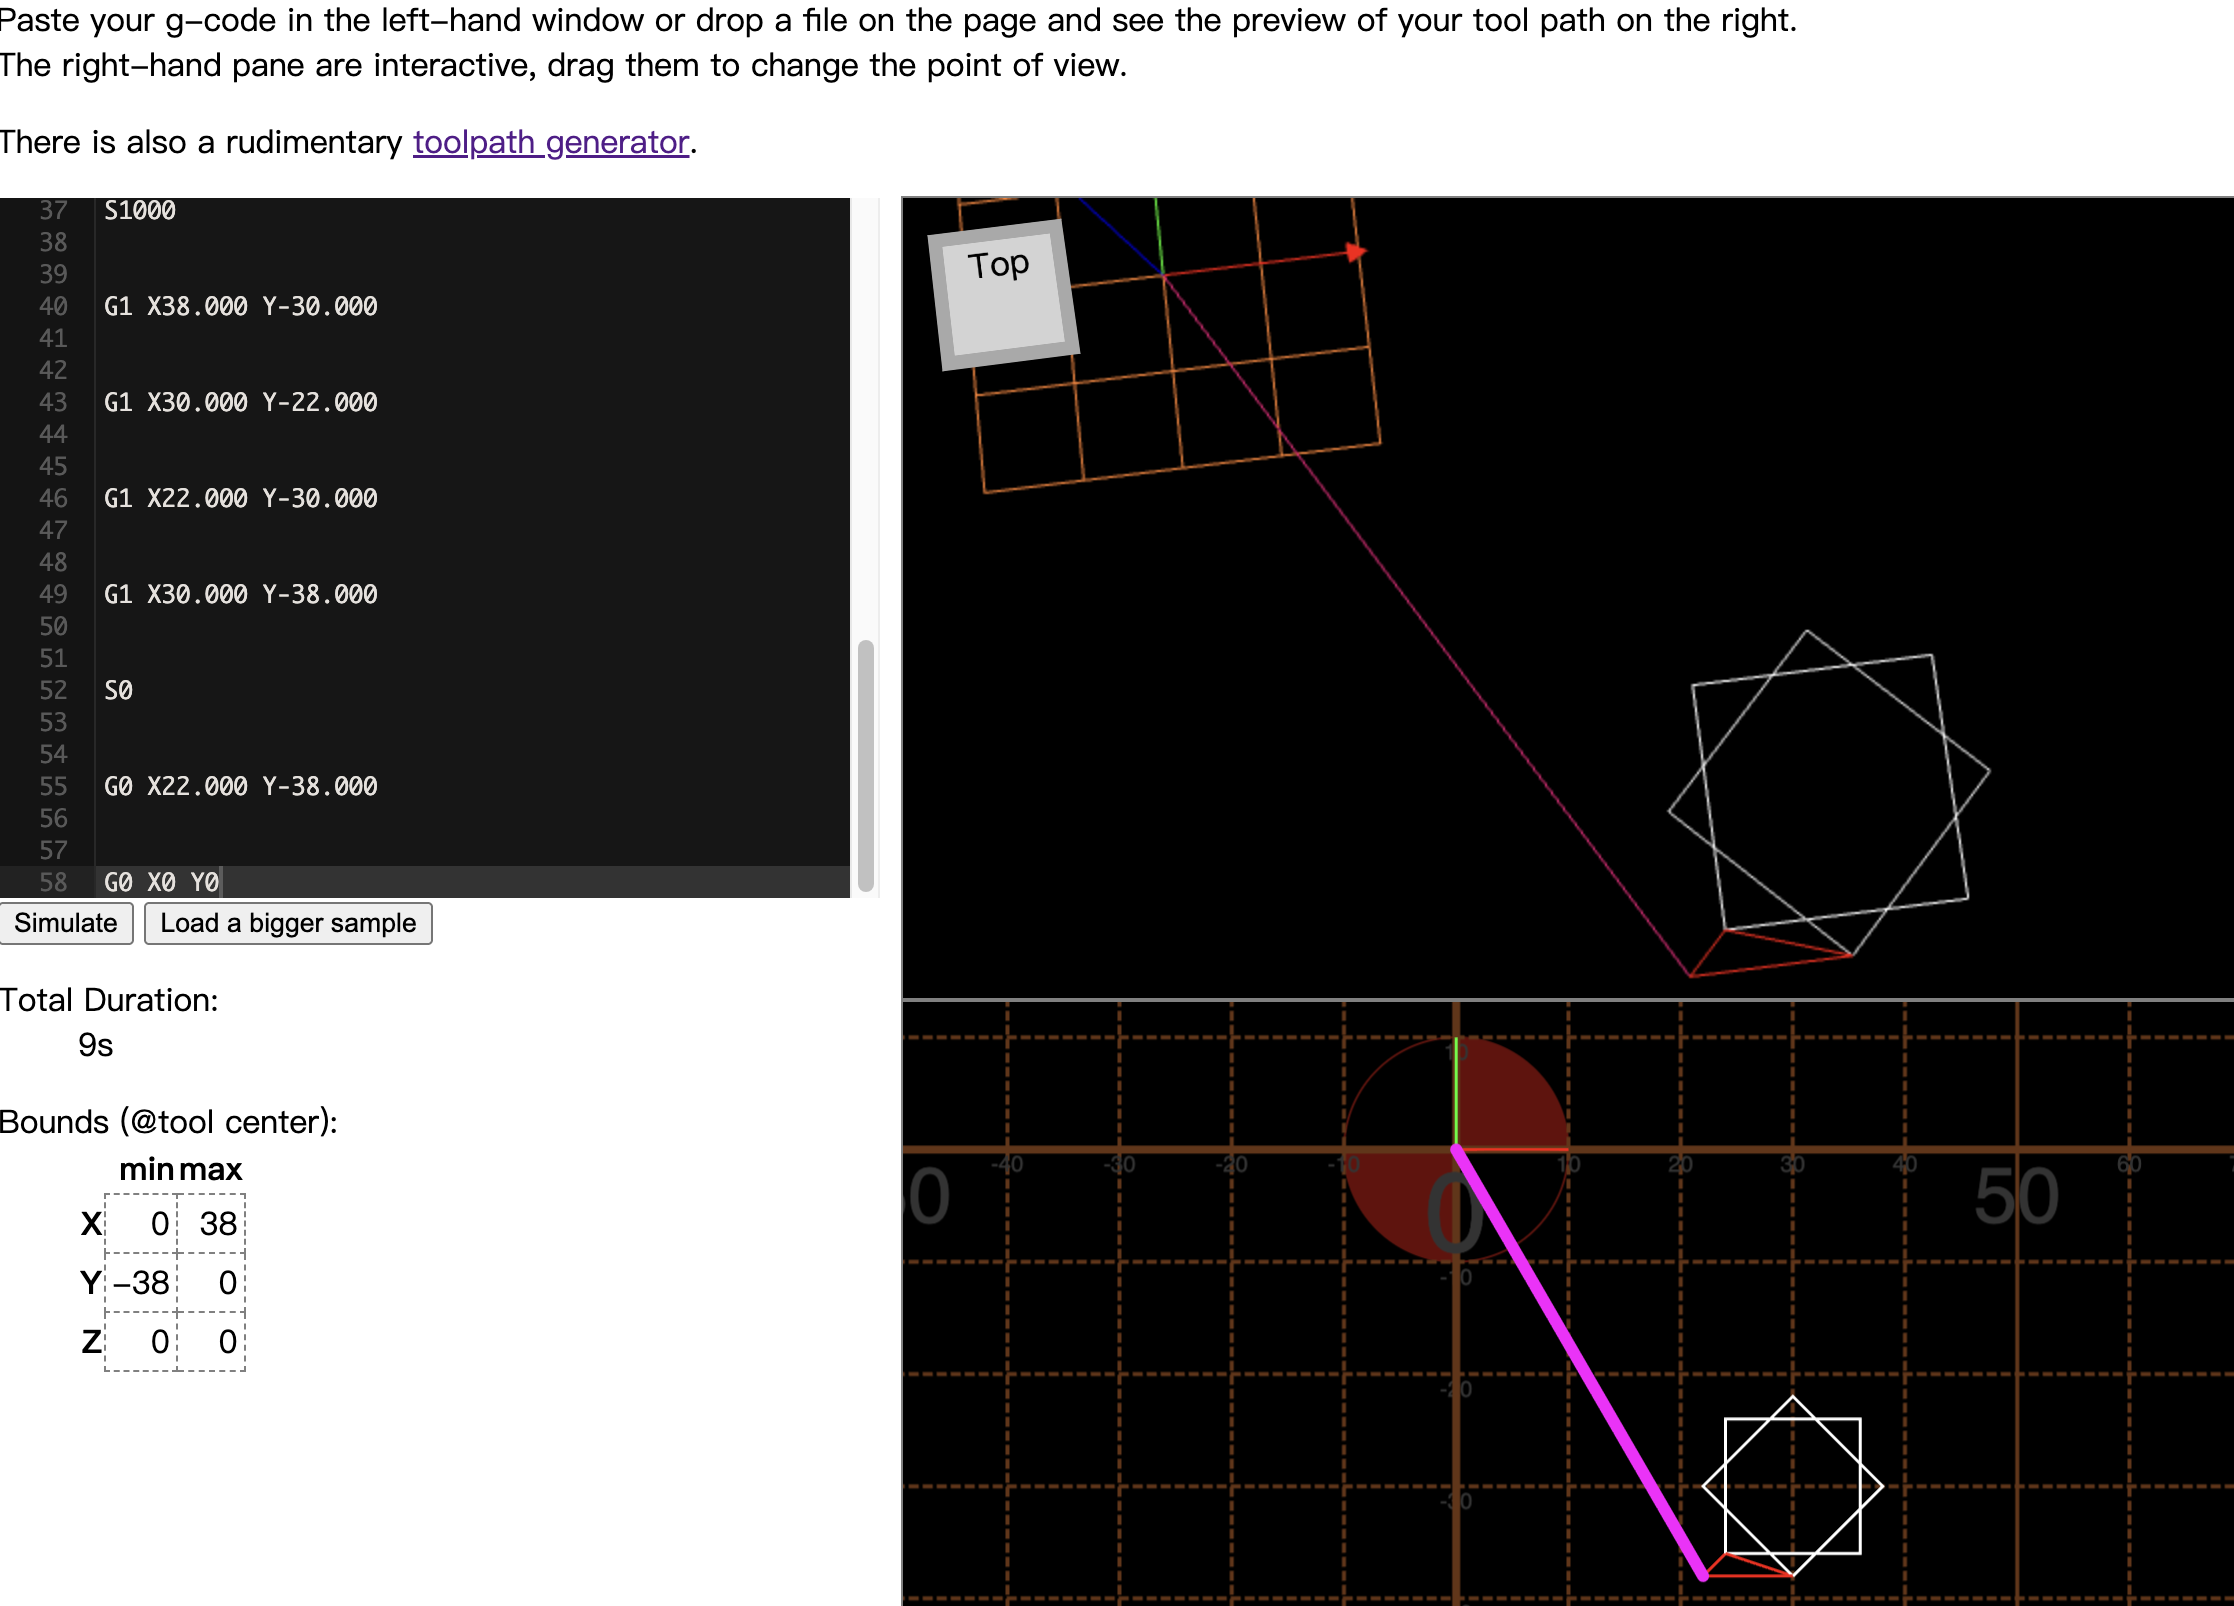 Paste your g-code in the left-hand window or drop a file on the page and see the preview of your tool path on the right.
The right-hand pane are interactive, drag them to change the point of view.
There is also a rudimentary toolpath generator.
37 S1000
38
39
40 G1 X38.000 Y-30.000
41
42
43 G1 X30.000 Y-22.000
44
45
46 G1 X22.000 Y-30.000
47
48
49 G1 X30.000 Y-38.000
50
51
52 S0
53
54
55 G0 X22.000 Y-38.000
56
57
58 G0 X0 Y0
Simulate Load a bigger sample
Total Duration:
9s
Bounds (@tool center):
min max
X 0 38
Y -38 0
Z 0 0
Top
10
-40 -30 -20 -10 10 20 30 40 60
0 0 50
-10
-20
-30